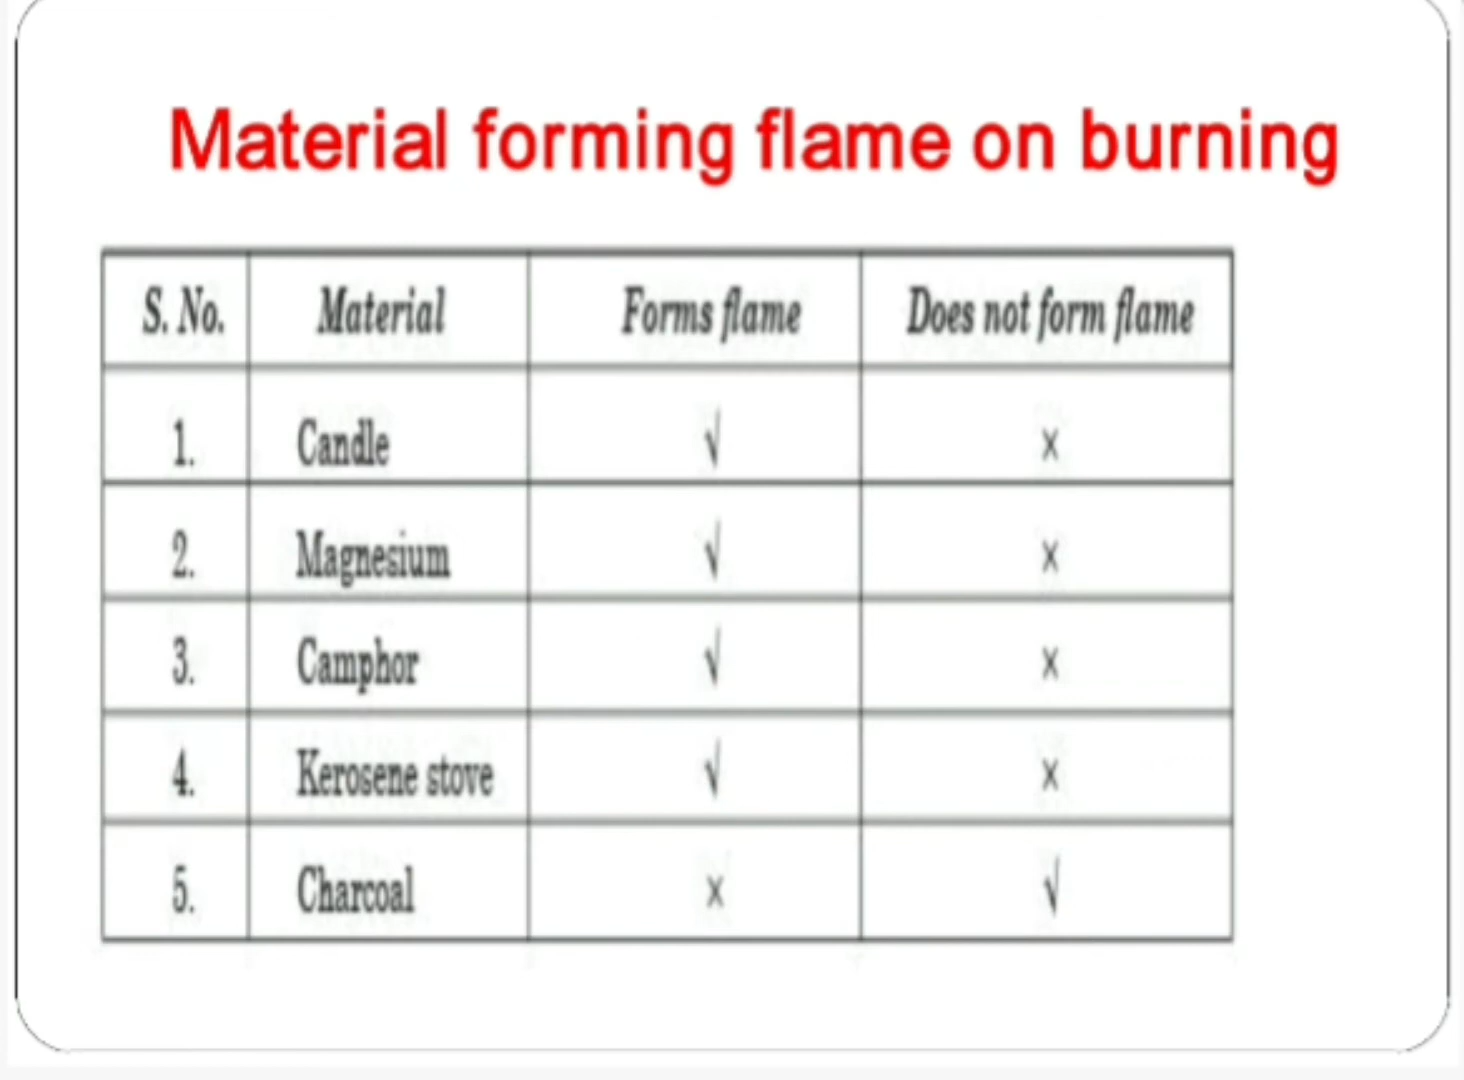 Material forming flame on burning
S. No. Material Forms flame Does not form flame
1. Candle √ x
2. Magnesium √ x
3. Camphor √ x
4. Kerosene stove √ x
5. Charcoal x √